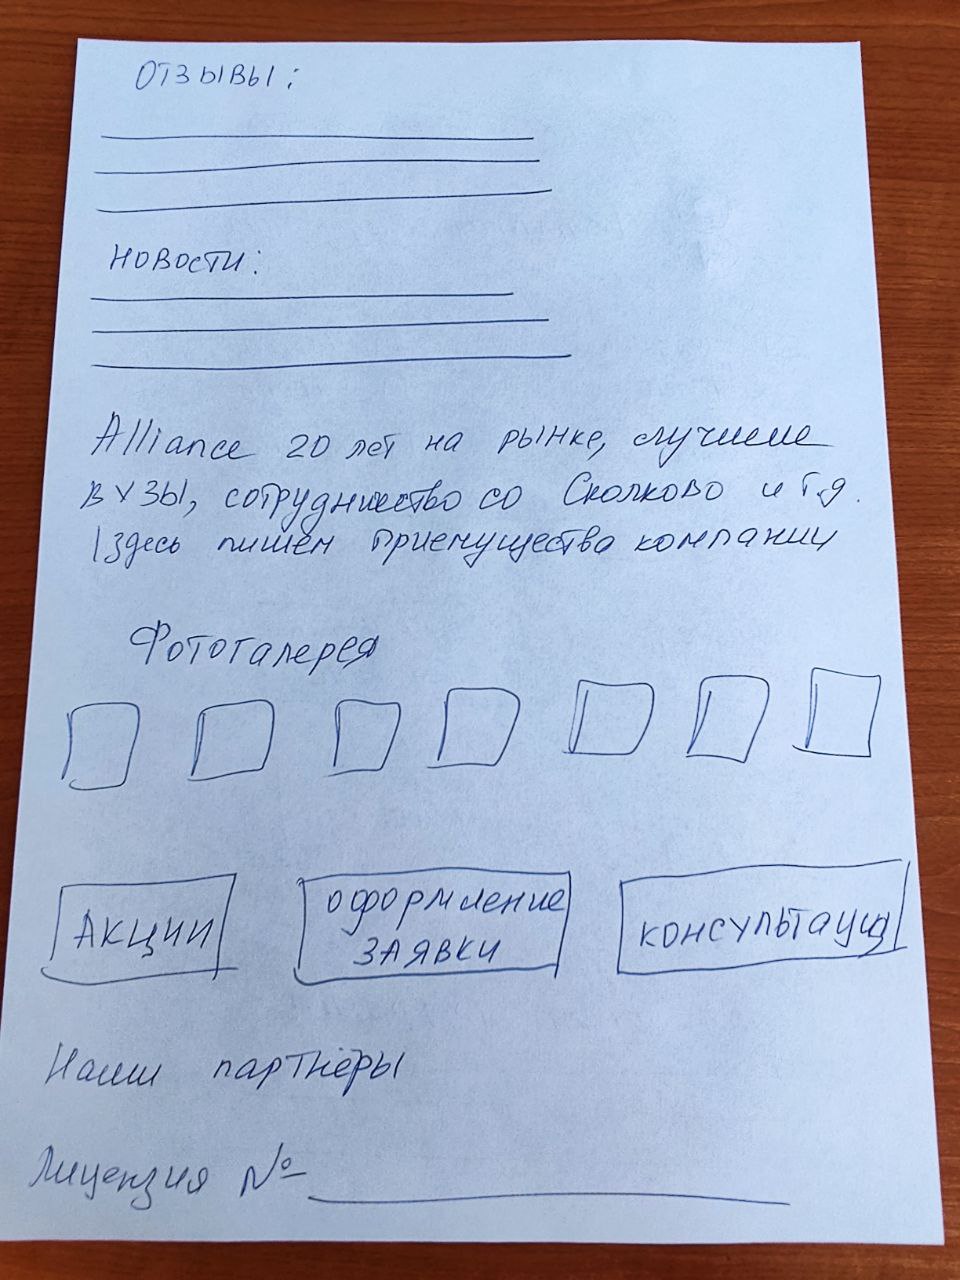 ОТЗЫВЫ:
НОВОСТИ:
Alliance 20 лет на рынке, лучшие
ВУЗЫ, сотрудничество со Сколково и т.д.
(здесь пишем приемущества компании
Фотогалерея
АКЦИИ
оформление
ЗАЯВКИ
КОНСУЛЬТАЦИЯ
Наши партнёры
Лицензия №